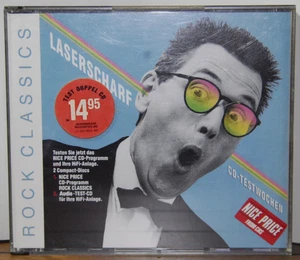 ROCK CLASSICS
LASERSCHARF
TEST DOPPEL CD
14.95
Testen Sie jetzt das
NICE PRICE CD-Programm
und Ihre HiFi-Anlage.
2 Compact-Discs
1. NICE PRICE
CD-Programm
ROCK CLASSICS
2. Audio-TEST-CD
für Ihre HiFi-Anlage.
CD-TESTWOCHEN
NICE PRICE